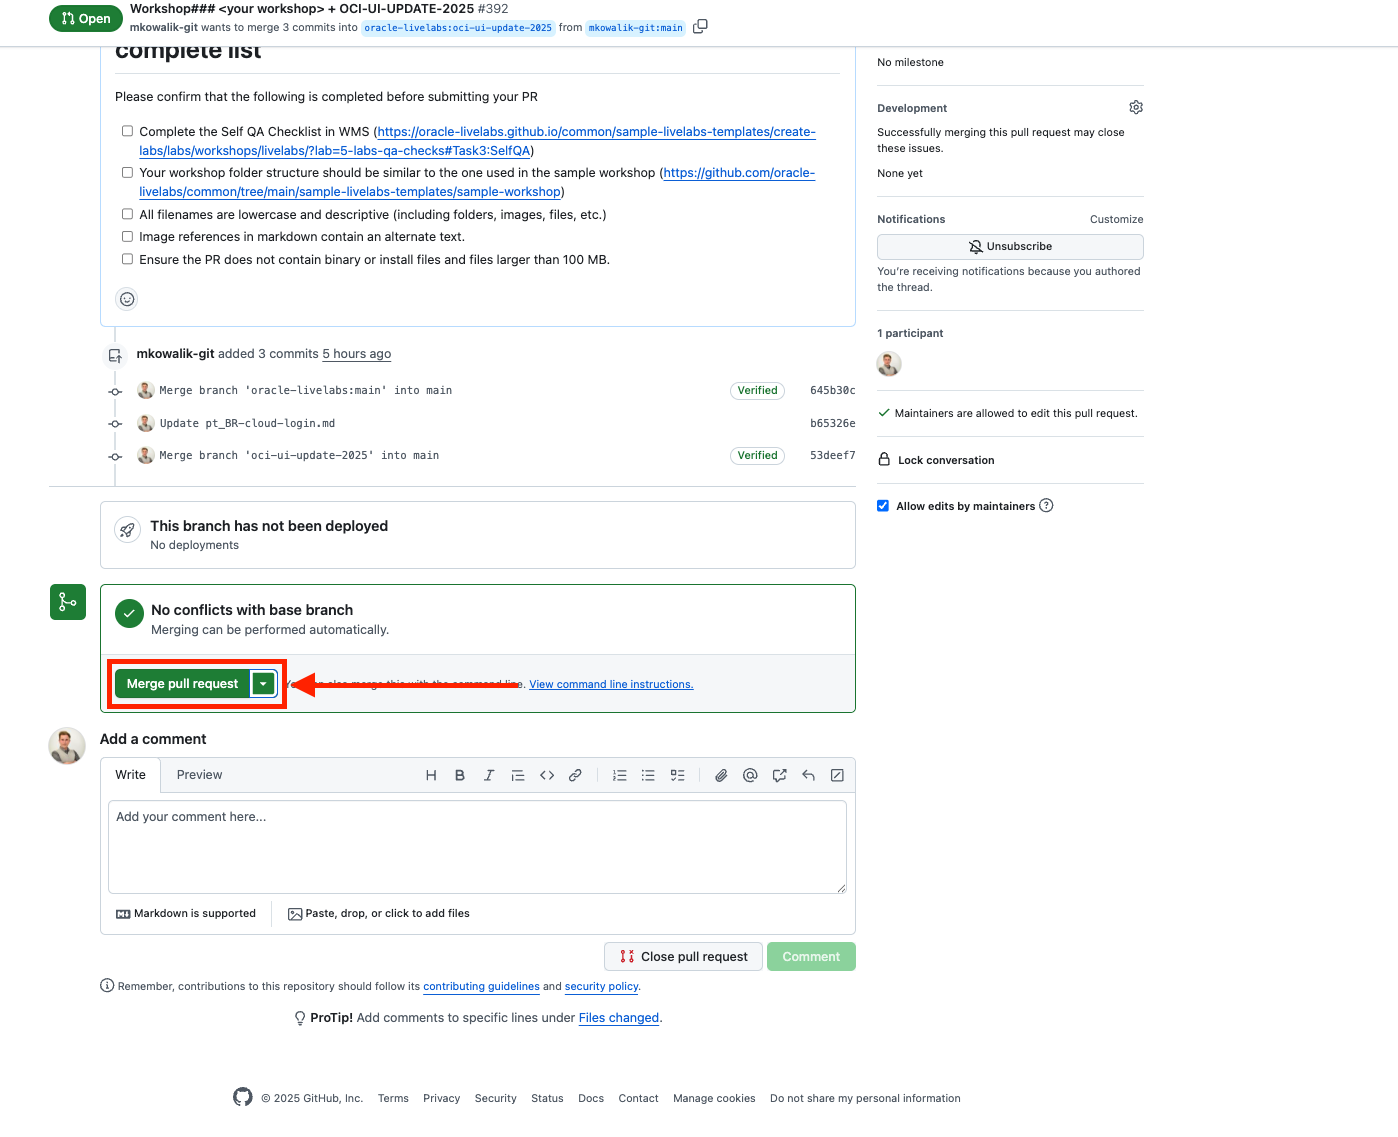 Open
Workshop### <your workshop> + OCI-UI-UPDATE-2025 #392
mkowalik-git wants to merge 3 commits into oracle-livelabs:oci-ui-update-2025 from mkowalik-git:main
complete list
Please confirm that the following is completed before submitting your PR
Complete the Self QA Checklist in WMS (https://oracle-livelabs.github.io/common/sample-livelabs-templates/create-
labs/labs/workshops/livelabs/?lab=5-labs-qa-checks#Task3:SelfQA)
Your workshop folder structure should be similar to the one used in the sample workshop (https://github.com/oracle-
livelabs/common/tree/main/sample-livelabs-templates/sample-workshop)
All filenames are lowercase and descriptive (including folders, images, files, etc.)
Image references in markdown contain an alternate text.
Ensure the PR does not contain binary or install files and files larger than 100 MB.
mkowalik-git added 3 commits 5 hours ago
Merge branch 'oracle-livelabs:main' into main Verified 645b30c
Update pt_BR-cloud-login.md b65326e
Merge branch 'oci-ui-update-2025' into main Verified 53deef7
This branch has not been deployed
No deployments
No conflicts with base branch
Merging can be performed automatically.
Merge pull request
You can also merge this with the command line. View command line instructions.
Add a comment
Write Preview
Add your comment here...
Markdown is supported
Paste, drop, or click to add files
Close pull request Comment
Remember, contributions to this repository should follow its contributing guidelines and security policy.
ProTip! Add comments to specific lines under Files changed.
No milestone
Development
Successfully merging this pull request may close
these issues.
None yet
Notifications Customize
Unsubscribe
You're receiving notifications because you authored
the thread.
1 participant
Maintainers are allowed to edit this pull request.
Lock conversation
Allow edits by maintainers
© 2025 GitHub, Inc. Terms Privacy Security Status Docs Contact Manage cookies Do not share my personal information